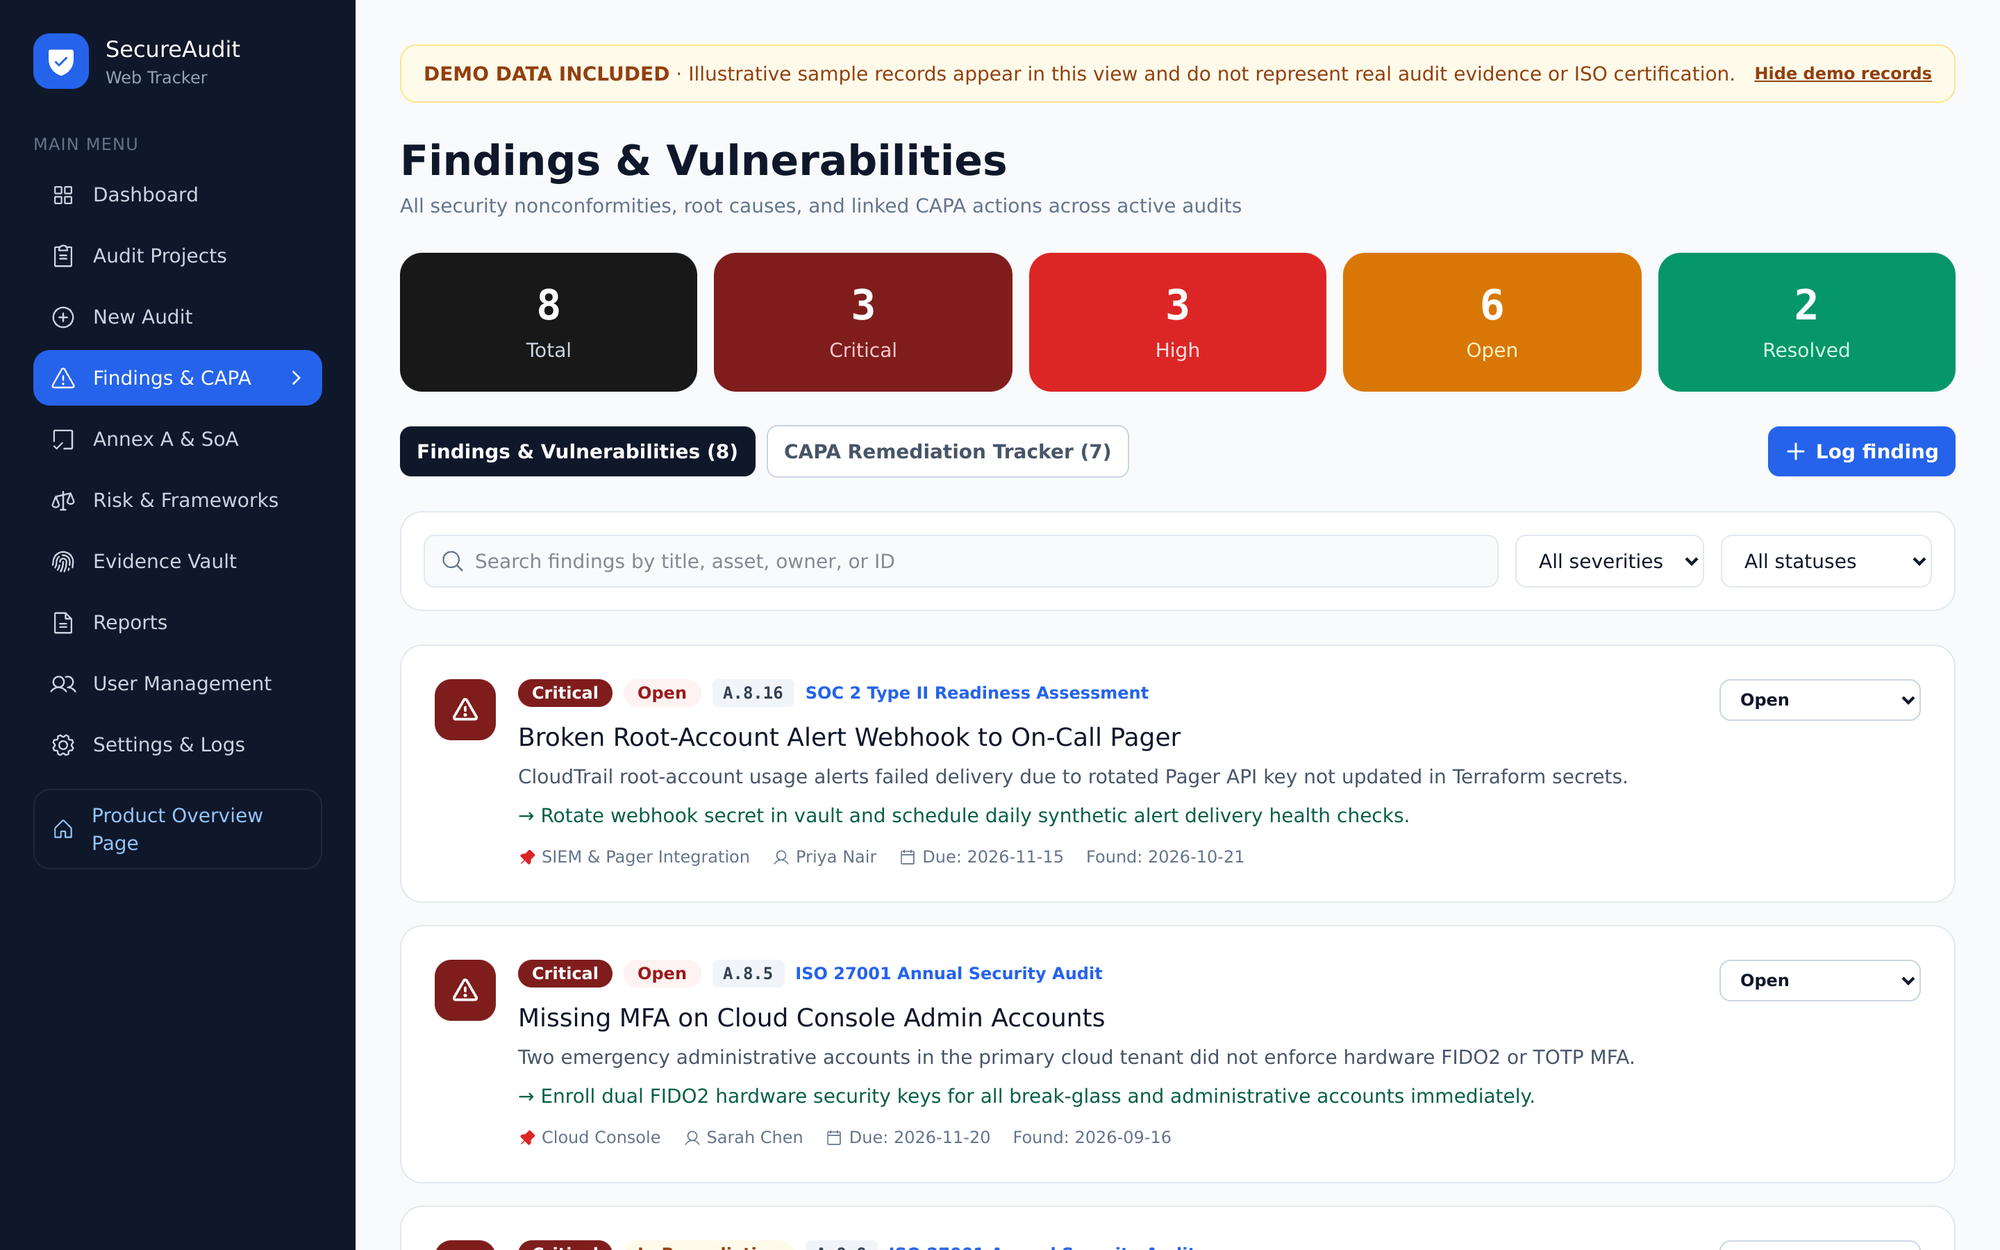 SecureAudit
Web Tracker
MAIN MENU
Dashboard
Audit Projects
New Audit
Findings & CAPA
Annex A & SoA
Risk & Frameworks
Evidence Vault
Reports
User Management
Settings & Logs
Product Overview
Page
DEMO DATA INCLUDED · Illustrative sample records appear in this view and do not represent real audit evidence or ISO certification. Hide demo records
Findings & Vulnerabilities
All security nonconformities, root causes, and linked CAPA actions across active audits
8
Total
3
Critical
3
High
6
Open
2
Resolved
Findings & Vulnerabilities (8)
CAPA Remediation Tracker (7)
Log finding
Search findings by title, asset, owner, or ID
All severities
All statuses
Critical Open A.8.16 SOC 2 Type II Readiness Assessment
Open
Broken Root-Account Alert Webhook to On-Call Pager
CloudTrail root-account usage alerts failed delivery due to rotated Pager API key not updated in Terraform secrets.
→ Rotate webhook secret in vault and schedule daily synthetic alert delivery health checks.
SIEM & Pager Integration Priya Nair Due: 2026-11-15 Found: 2026-10-21
Critical Open A.8.5 ISO 27001 Annual Security Audit
Open
Missing MFA on Cloud Console Admin Accounts
Two emergency administrative accounts in the primary cloud tenant did not enforce hardware FIDO2 or TOTP MFA.
→ Enroll dual FIDO2 hardware security keys for all break-glass and administrative accounts immediately.
Cloud Console Sarah Chen Due: 2026-11-20 Found: 2026-09-16
Critical In Remediation ISO 27001 Annual Security Audit